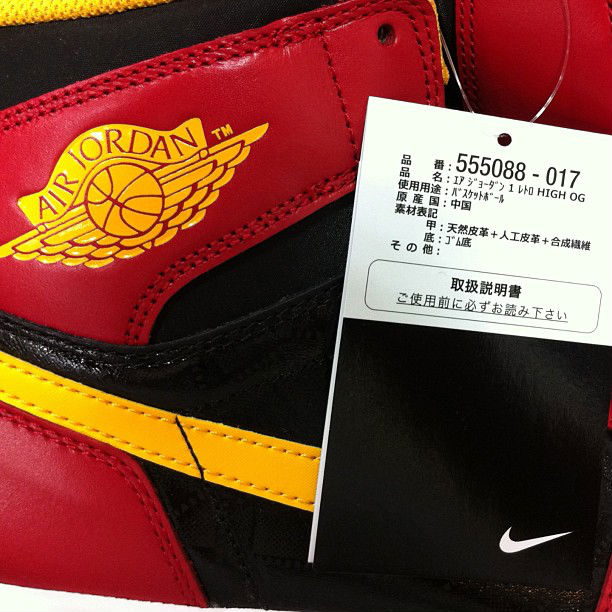 AIR JORDAN TM
品　　番：555088 - 017
品　　名：ｴｱ ｼﾞｮｰﾀﾞﾝ 1 ﾚﾄﾛ HIGH OG
使用用途：ﾊﾞｽｹｯﾄﾎﾞｰﾙ
原 産 国：中国
素材表記
甲：天然皮革＋人工皮革＋合成繊維
底：ｺﾞﾑ底
そ の 他：
取扱説明書
ご使用前に必ずお読み下さい